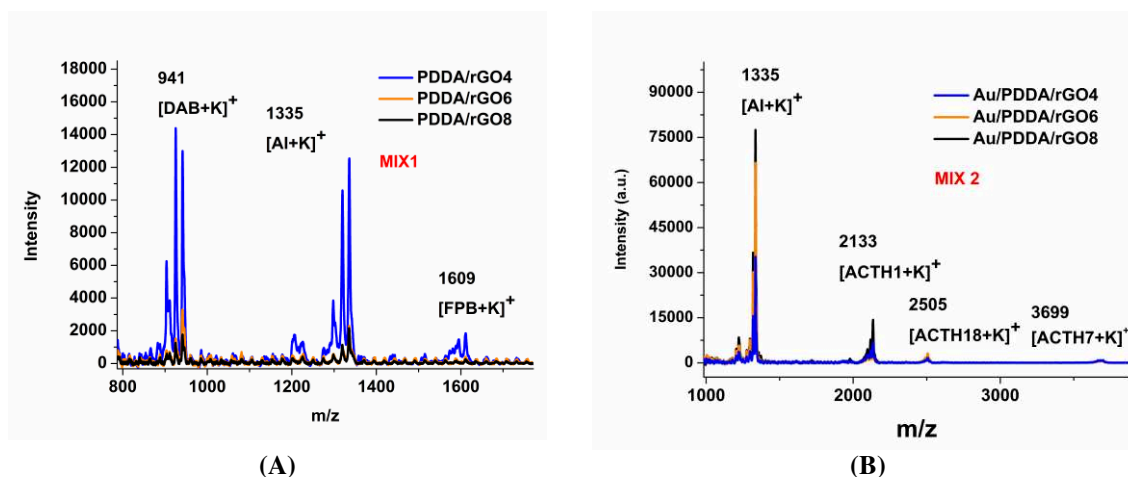 18000
16000
14000
12000
10000
8000
6000
4000
2000
0
Intensity
941
[DAB+K]+
1335
[AI+K]+
PDDA/rGO4
PDDA/rGO6
PDDA/rGO8
MIX1
1609
[FPB+K]+
800 1000 1200 1400 1600
m/z
(A)
90000
75000
60000
45000
30000
15000
0
Intensity (a.u.)
1335
[AI+K]+
Au/PDDA/rGO4
Au/PDDA/rGO6
Au/PDDA/rGO8
MIX 2
2133
[ACTH1+K]+
2505
[ACTH18+K]+
3699
[ACTH7+K]+
1000 2000 3000
m/z
(B)